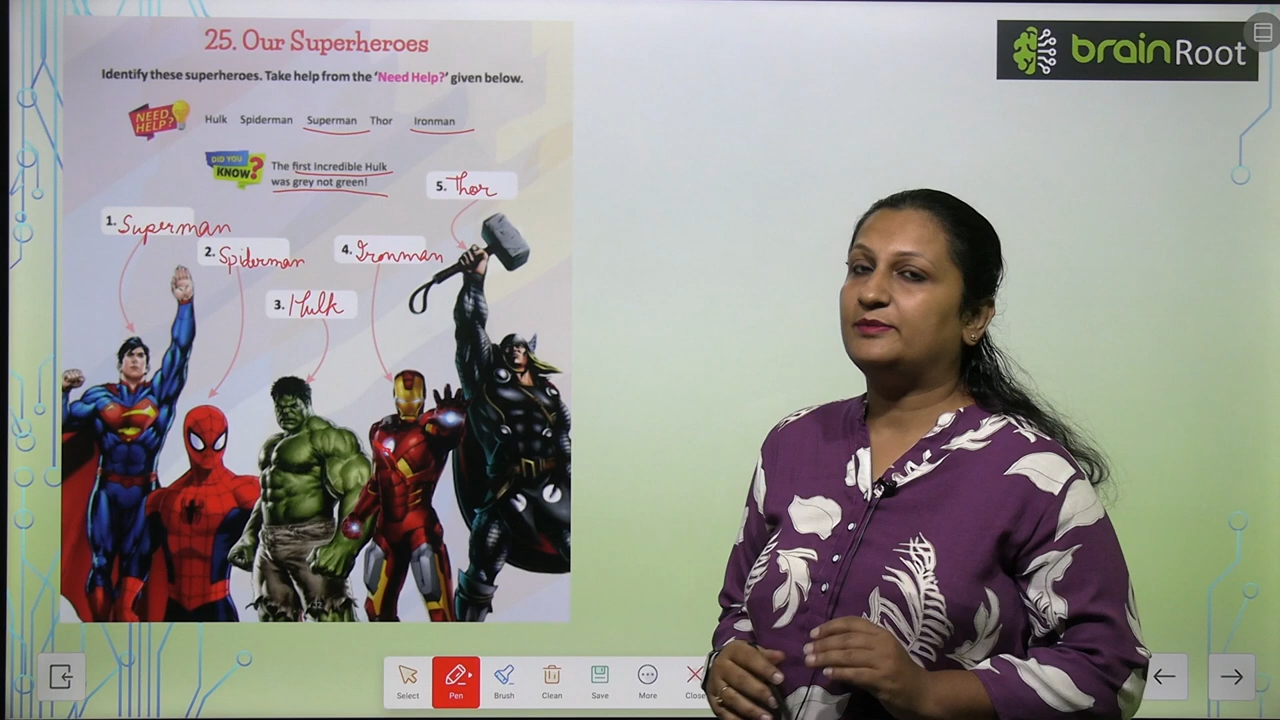 25. Our Superheroes
Identify these superheroes. Take help from the 'Need Help?' given below.
NEED HELP?
Hulk Spiderman Superman Thor Ironman
DID YOU KNOW?
The first Incredible Hulk
was grey not green!
5. Thor
1. Superman
2. Spiderman
4. Ironman
3. Hulk
32
brainRoot
Select Pen Brush Clean Save More Close